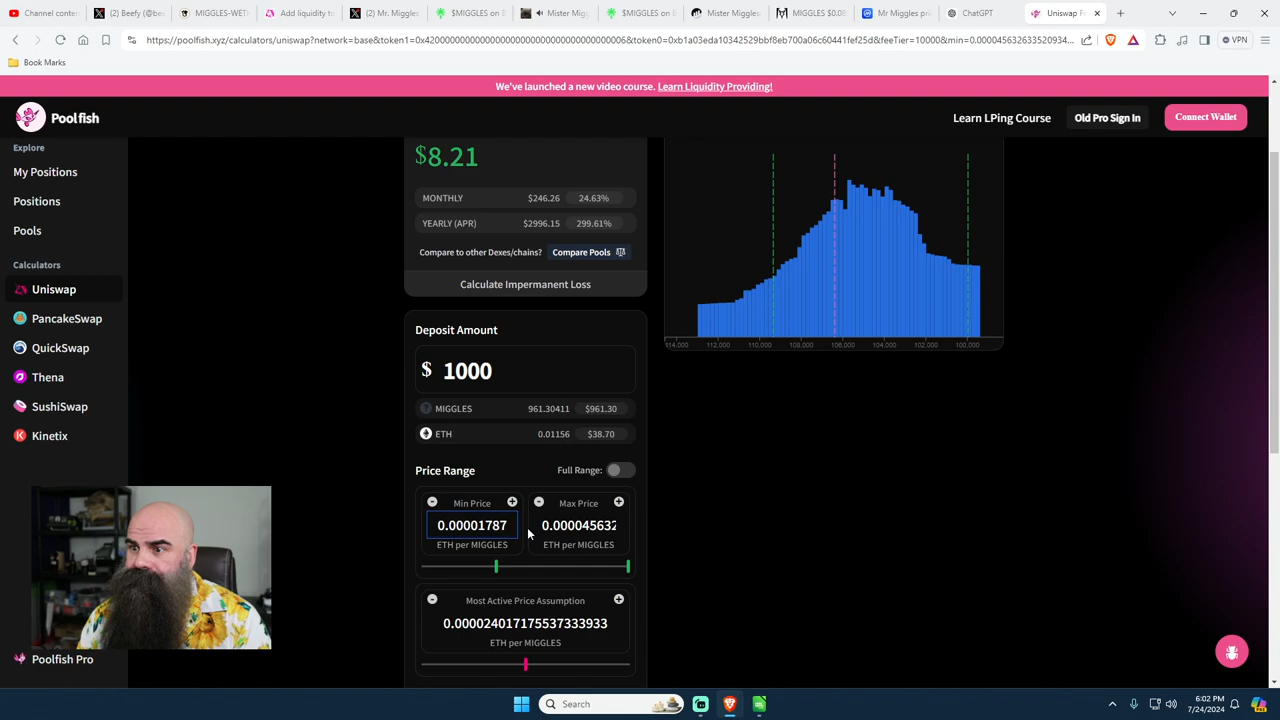 Channel content
X) Beefy (@bee
MIGGLES-WETH
Add liquidity to
X) Mr. Miggles
$MIGGLES on B
Mister Miggl
$MIGGLES on B
Mister Miggles
MIGGLES $0.08
Mr Miggles pri
ChatGPT
Uniswap F
https://poolfish.xyz/calculators/uniswap?network=base&token1=0x4200000000000000000000000000000000000006&token0=0xb1a03eda10342529bbf8eb700a06c60441fef25d&feeTier=10000&min=0.000045632633520934...
VPN
Book Marks
We've launched a new video course. Learn Liquidity Providing!
Poolfish
Learn LPing Course
Old Pro Sign In
Connect Wallet
Explore
My Positions
Positions
Pools
Calculators
Uniswap
PancakeSwap
QuickSwap
Thena
SushiSwap
Kinetix
Poolfish Pro
$8.21
MONTHLY $246.26 24.63%
YEARLY (APR) $2996.15 299.61%
Compare to other Dexes/chains? Compare Pools
Calculate Impermanent Loss
Deposit Amount
$ 1000
MIGGLES 961.30411 $961.30
ETH 0.01156 $38.70
Price Range Full Range:
- Min Price + - Max Price +
0.00001787 0.000045632
ETH per MIGGLES ETH per MIGGLES
- Most Active Price Assumption +
0.000024017175537333933
ETH per MIGGLES
114,000 112,000 110,000 108,000 106,000 104,000 102,000 100,000
Search
6:02 PM
7/24/2024